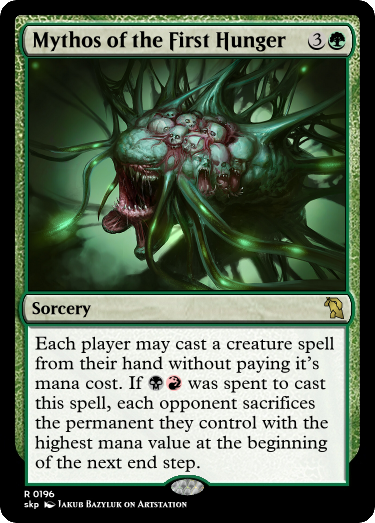 Mythos of the First Hunger 3
Sorcery
Each player may cast a creature spell
from their hand without paying it's
mana cost. If was spent to cast
this spell, each opponent sacrifices
the permanent they control with the
highest mana value at the beginning
of the next end step.
R 0196
skp Jakub Bazyluk on Artstation